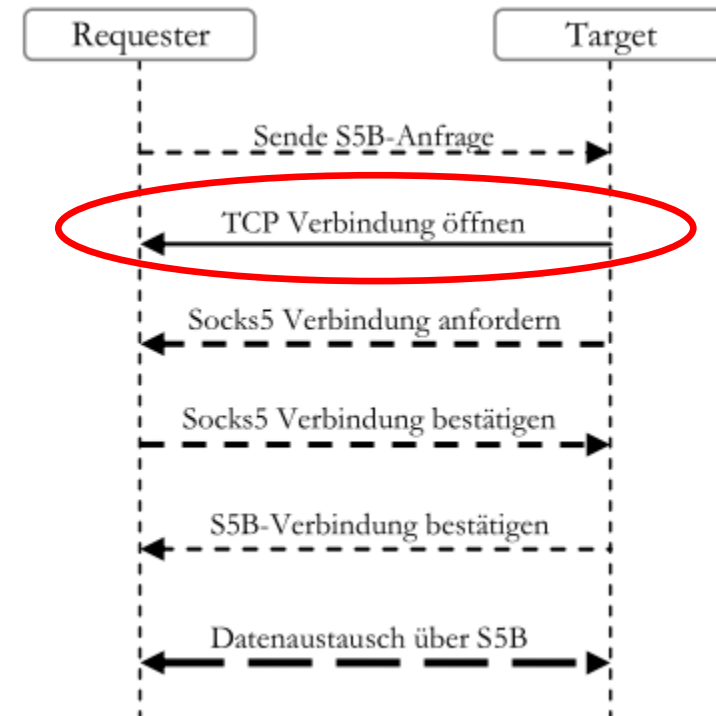 Requester
Target
Sende S5B-Anfrage
TCP Verbindung öffnen
Socks5 Verbindung anfordern
Socks5 Verbindung bestätigen
S5B-Verbindung bestätigen
Datenaustausch über S5B